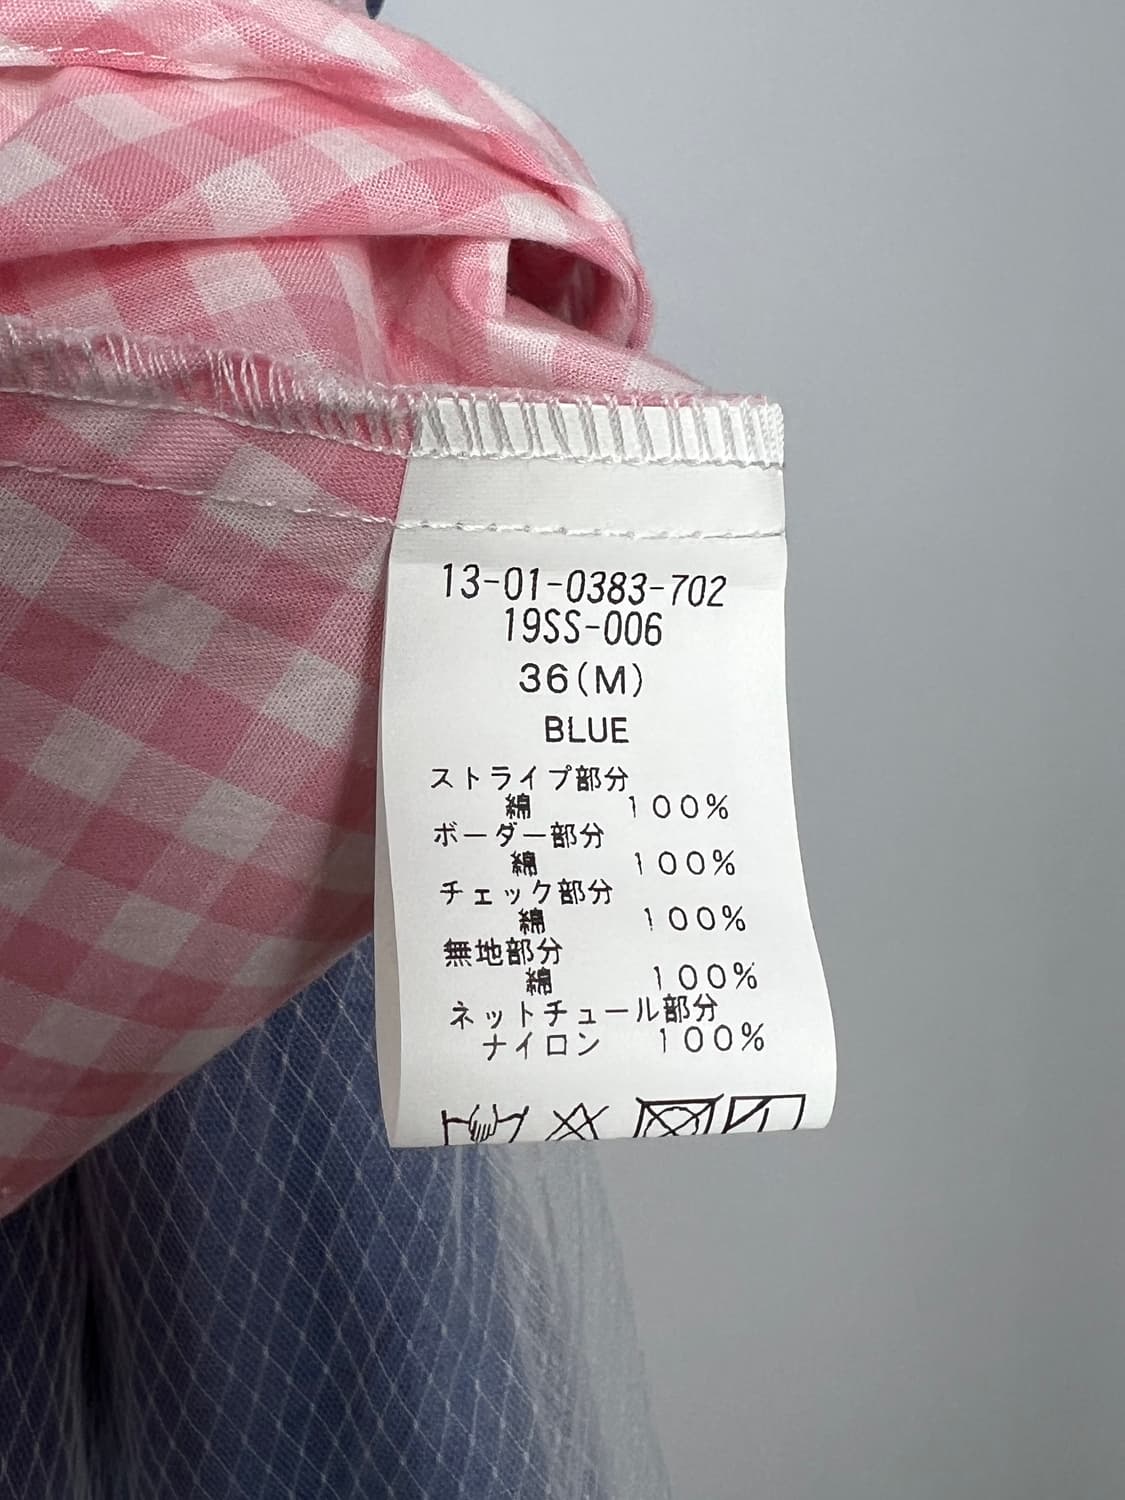 13-01-0383-702
19SS-006
36(M)
BLUE
ストライプ部分
綿 100%
ボーダー部分
綿 100%
チェック部分
綿 100%
無地部分
綿 100%
ネットチュール部分
ナイロン 100%